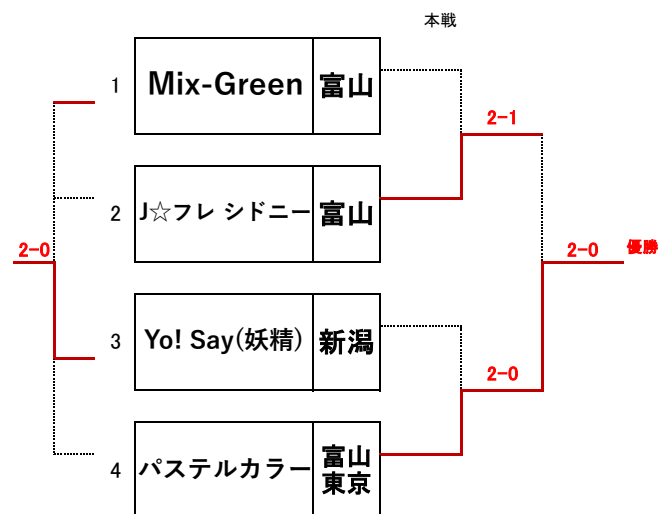 本戦
1 Mix-Green 富山
2-1
2 J☆フレ シドニー 富山
2-0
2-0 優勝
3 Yo! Say(妖精) 新潟
2-0
4 パステルカラー 富山
東京